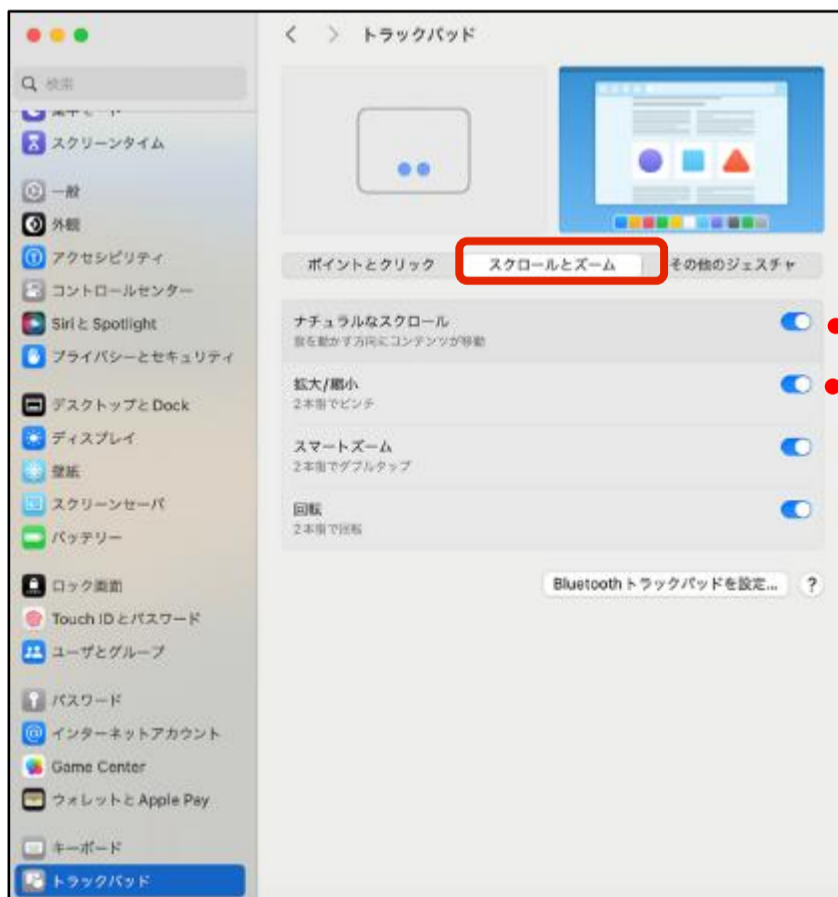 トラックパッド
検索
集中モード
スクリーンタイム
一般
外観
アクセシビリティ
コントロールセンター
Siri と Spotlight
プライバシーとセキュリティ
デスクトップと Dock
ディスプレイ
壁紙
スクリーンセーバ
バッテリー
ロック画面
Touch ID とパスワード
ユーザとグループ
パスワード
インターネットアカウント
Game Center
ウォレットと Apple Pay
キーボード
トラックパッド
ポイントとクリック スクロールとズーム その他のジェスチャ
ナチュラルなスクロール
指を動かす方向にコンテンツが移動
拡大/縮小
2本指でピンチ
スマートズーム
2本指でダブルタップ
回転
2本指で回転
Bluetooth トラックパッドを設定... ?